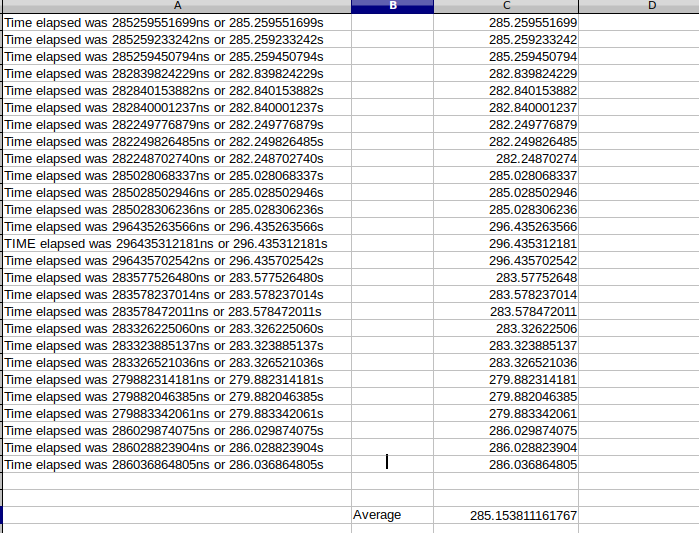 A B C D
Time elapsed was 285259551699ns or 285.259551699s 285.259551699
Time elapsed was 285259233242ns or 285.259233242s 285.259233242
Time elapsed was 285259450794ns or 285.259450794s 285.259450794
Time elapsed was 282839824229ns or 282.839824229s 282.839824229
Time elapsed was 282840153882ns or 282.840153882s 282.840153882
Time elapsed was 282840001237ns or 282.840001237s 282.840001237
Time elapsed was 282249776879ns or 282.249776879s 282.249776879
Time elapsed was 282249826485ns or 282.249826485s 282.249826485
Time elapsed was 282248702740ns or 282.248702740s 282.24870274
Time elapsed was 285028068337ns or 285.028068337s 285.028068337
Time elapsed was 285028502946ns or 285.028502946s 285.028502946
Time elapsed was 285028306236ns or 285.028306236s 285.028306236
Time elapsed was 296435263566ns or 296.435263566s 296.435263566
TIME elapsed was 296435312181ns or 296.435312181s 296.435312181
Time elapsed was 296435702542ns or 296.435702542s 296.435702542
Time elapsed was 283577526480ns or 283.577526480s 283.57752648
Time elapsed was 283578237014ns or 283.578237014s 283.578237014
Time elapsed was 283578472011ns or 283.578472011s 283.578472011
Time elapsed was 283326225060ns or 283.326225060s 283.32622506
Time elapsed was 283323885137ns or 283.323885137s 283.323885137
Time elapsed was 283326521036ns or 283.326521036s 283.326521036
Time elapsed was 279882314181ns or 279.882314181s 279.882314181
Time elapsed was 279882046385ns or 279.882046385s 279.882046385
Time elapsed was 279883342061ns or 279.883342061s 279.883342061
Time elapsed was 286029874075ns or 286.029874075s 286.029874075
Time elapsed was 286028823904ns or 286.028823904s 286.028823904
Time elapsed was 286036864805ns or 286.036864805s 286.036864805
Average 285.153811161767